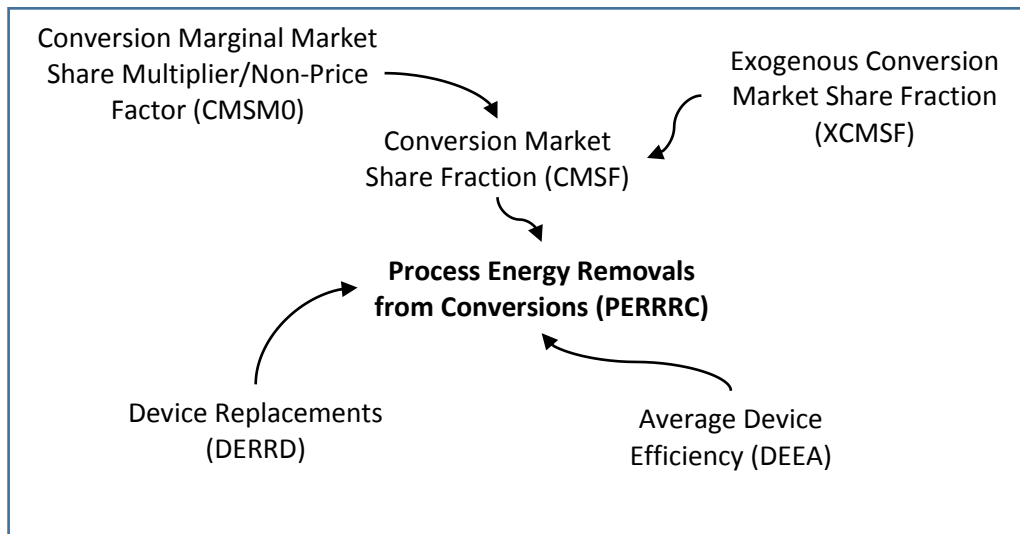 Conversion Marginal Market
Share Multiplier/Non-Price
Factor (CMSM0)
Exogenous Conversion
Market Share Fraction
(XCMSF)
Conversion Market
Share Fraction (CMSF)
Process Energy Removals
from Conversions (PERRRC)
Device Replacements
(DERRD)
Average Device
Efficiency (DEEA)